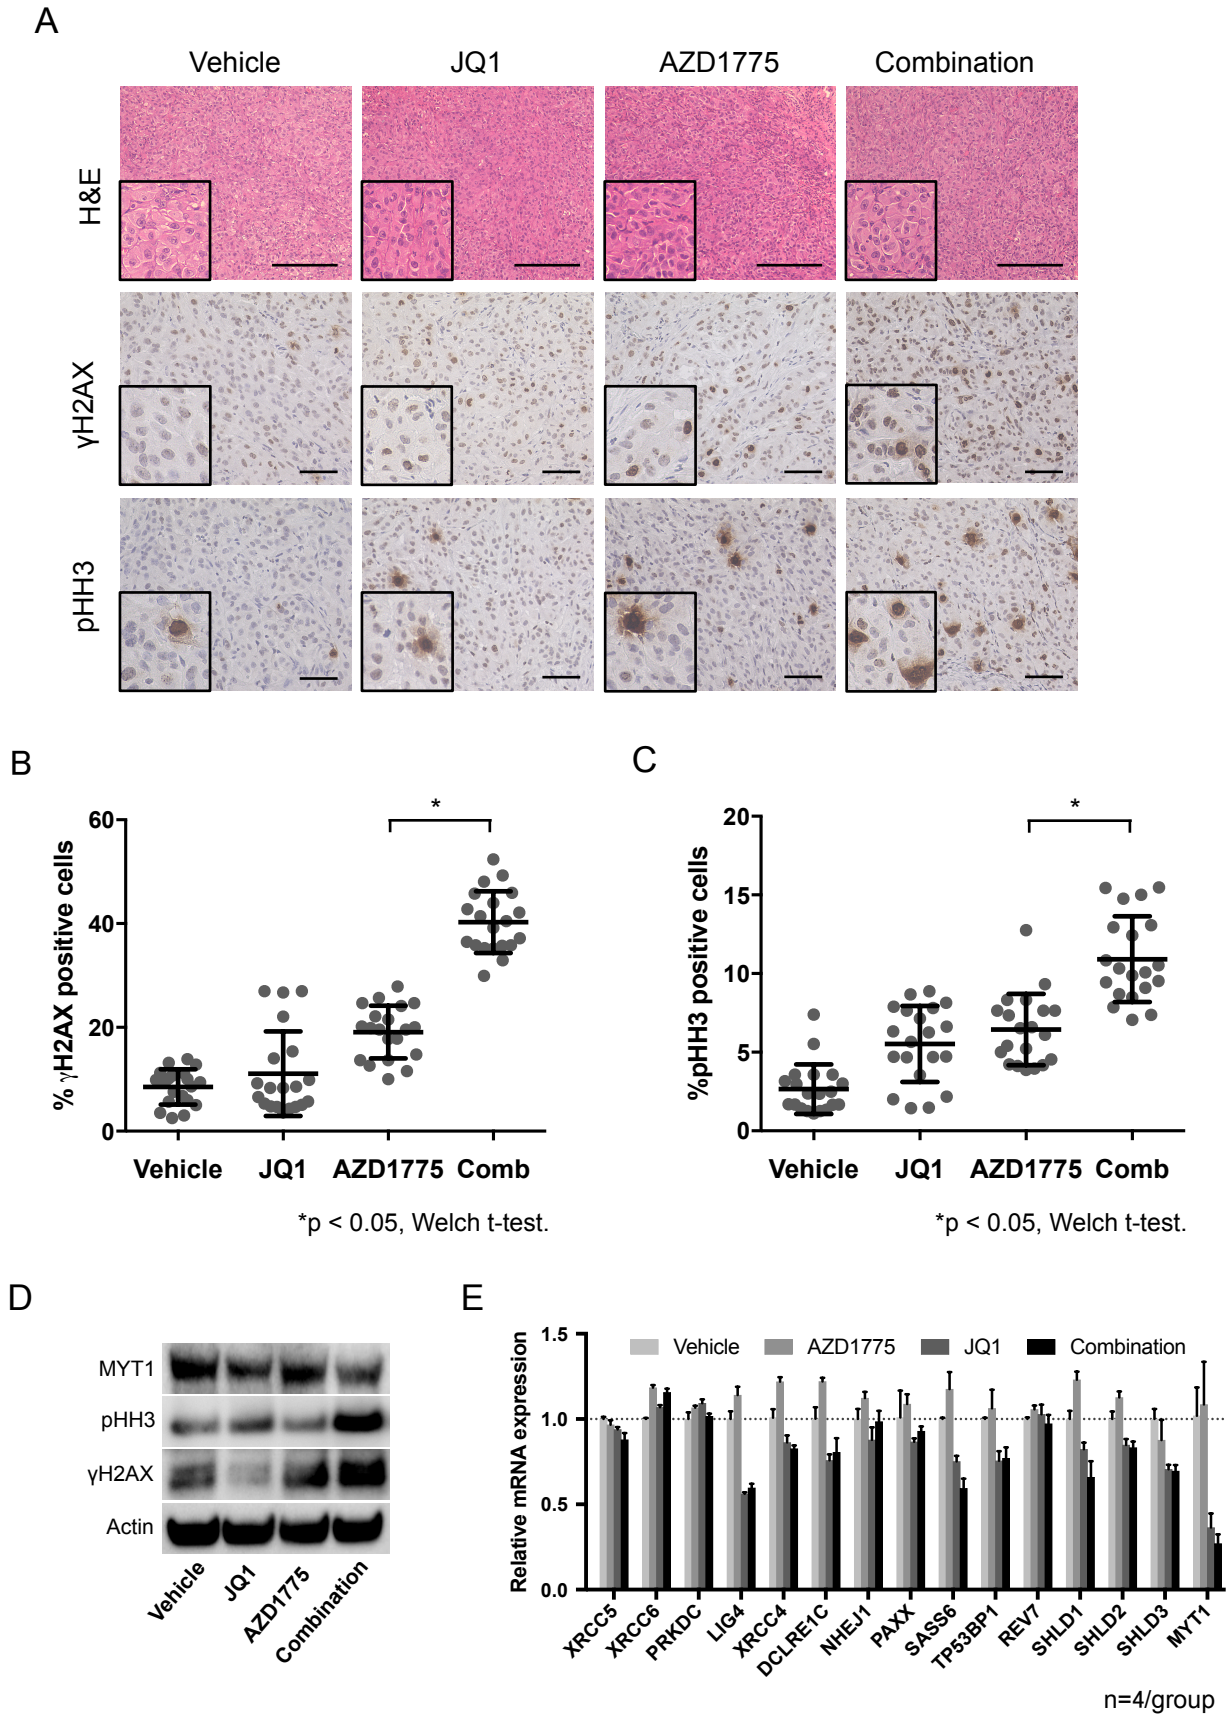 A
Vehicle JQ1 AZD1775 Combination
H&E
γH2AX
pHH3
B
% γH2AX positive cells
60
40
20
0
*
Vehicle JQ1 AZD1775 Comb
*p < 0.05, Welch t-test.
C
%pHH3 positive cells
20
15
10
5
0
*
Vehicle JQ1 AZD1775 Comb
*p < 0.05, Welch t-test.
D
MYT1
pHH3
γH2AX
Actin
Vehicle JQ1 AZD1775 Combination
E
Relative mRNA expression
1.5
1.0
0.5
0.0
Vehicle AZD1775 JQ1 Combination
XRCC5 XRCC6 PRKDC LIG4 XRCC4 DCLRE1C NHEJ1 PAXX SASS6 TP53BP1 REV7 SHLD1 SHLD2 SHLD3 MYT1
n=4/group